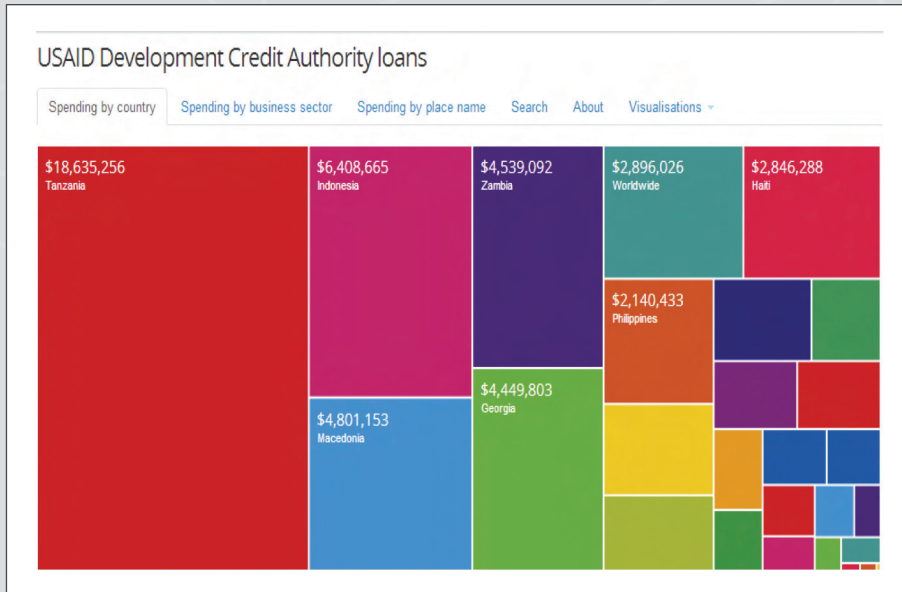 USAID Development Credit Authority loans
Spending by country Spending by business sector Spending by place name Search About Visualisations
$18,635,256
Tanzania
$6,408,665
Indonesia
$4,801,153
Macedonia
$4,539,092
Zambia
$4,449,803
Georgia
$2,896,026
Worldwide
$2,846,288
Haiti
$2,140,433
Philippines